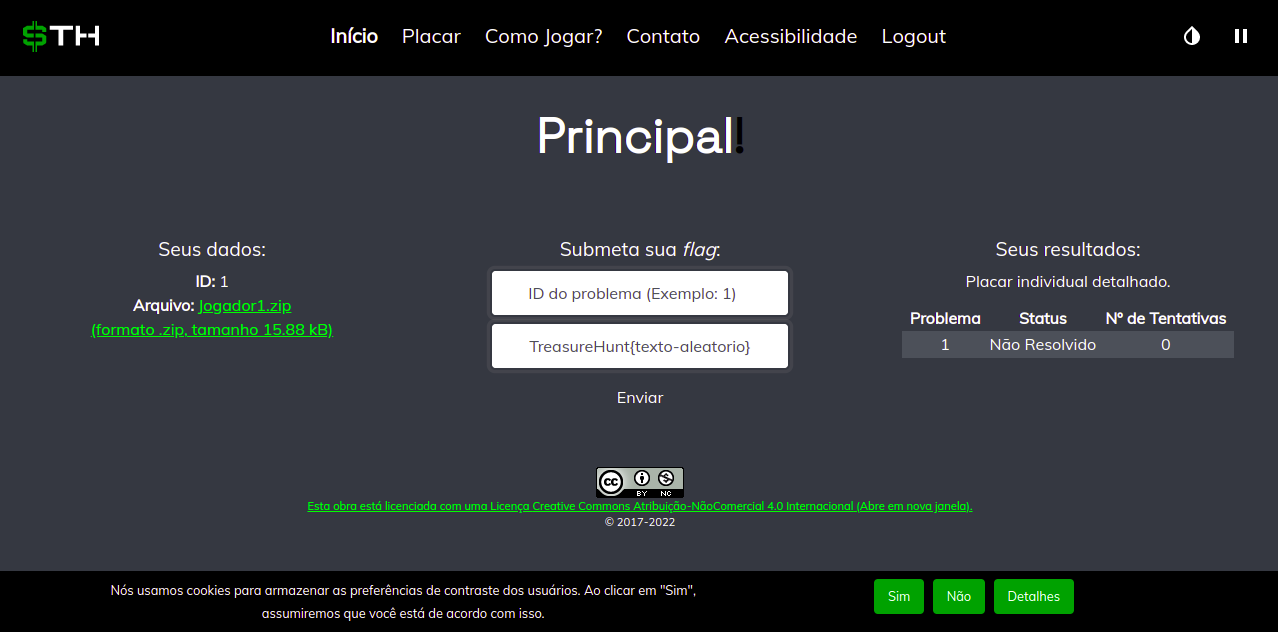 $TH
Início Placar Como Jogar? Contato Acessibilidade Logout
Principal!
Seus dados:
ID: 1
Arquivo: Jogador1.zip
(formato .zip, tamanho 15.88 kB)
Submeta sua flag:
ID do problema (Exemplo: 1)
TreasureHunt{texto-aleatorio}
Enviar
Seus resultados:
Placar individual detalhado.
Problema Status Nº de Tentativas
1 Não Resolvido 0
cc BY NC
Esta obra está licenciada com uma Licença Creative Commons Atribuição-NãoComercial 4.0 Internacional (Abre em nova janela).
© 2017-2022
Nós usamos cookies para armazenar as preferências de contraste dos usuários. Ao clicar em "Sim",
assumiremos que você está de acordo com isso.
Sim Não Detalhes